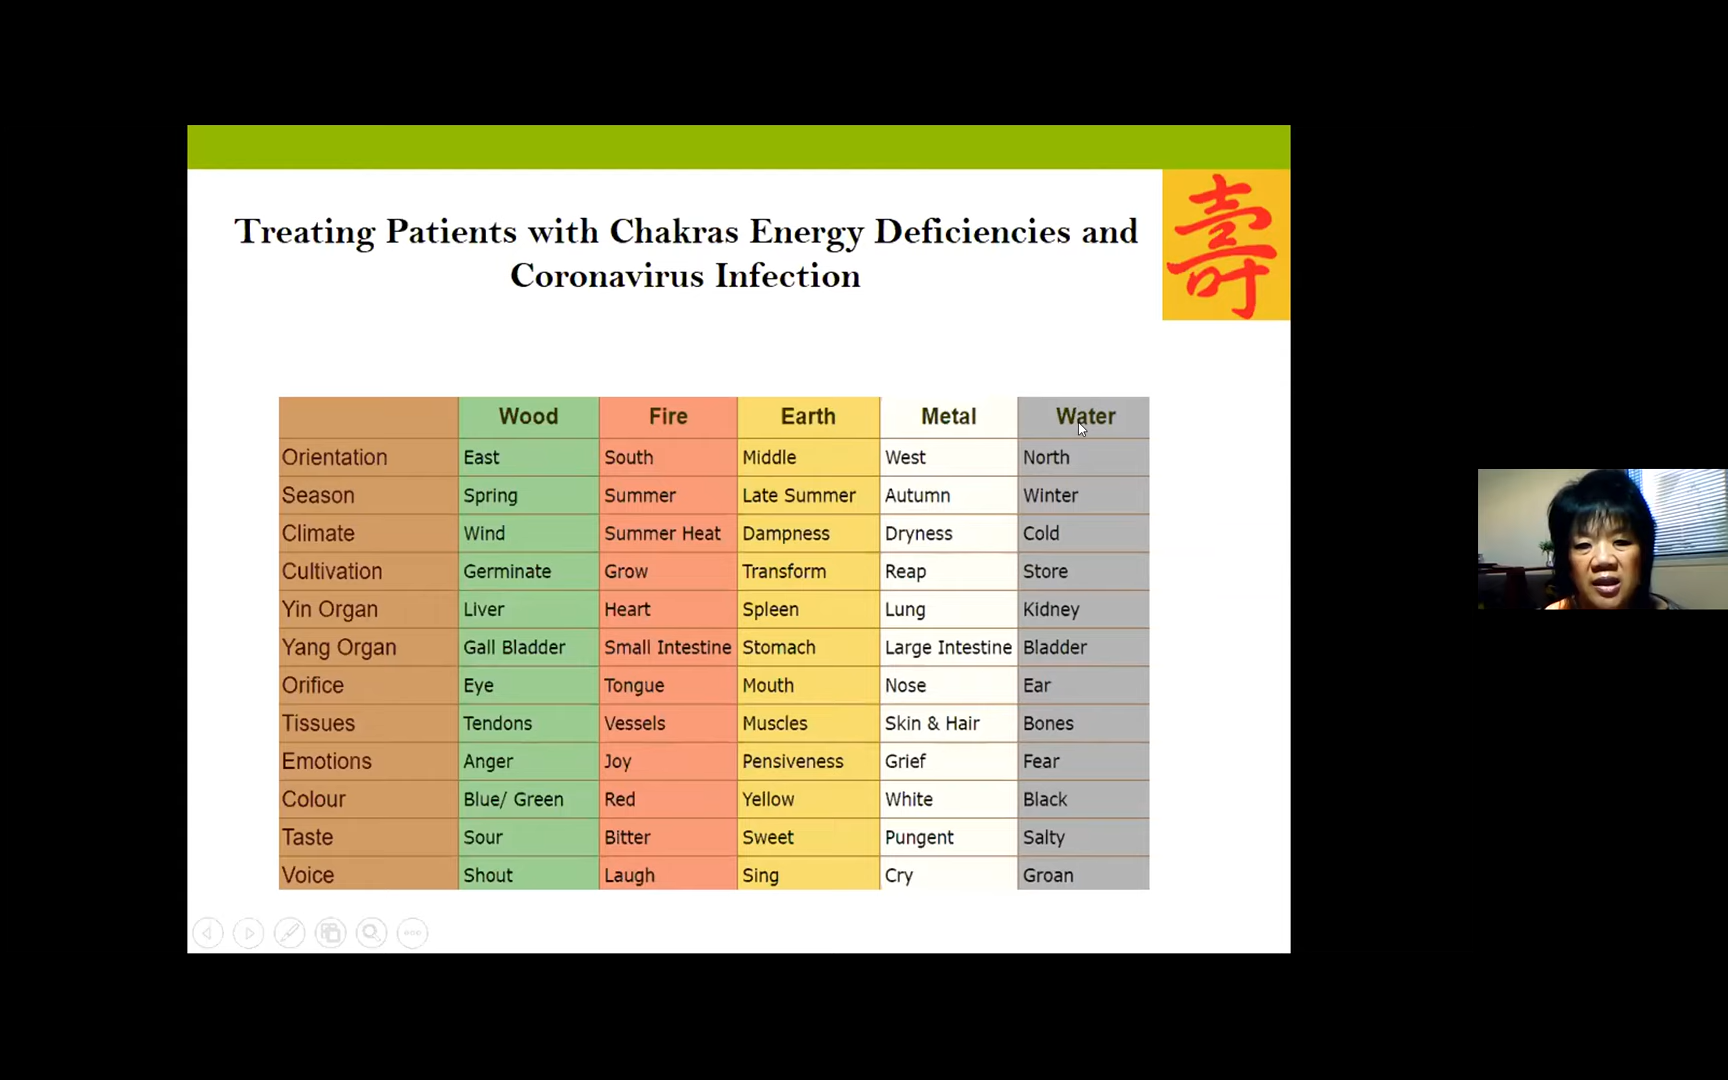 Treating Patients with Chakras Energy Deficiencies and
Coronavirus Infection
壽
Wood Fire Earth Metal Water
Orientation East South Middle West North
Season Spring Summer Late Summer Autumn Winter
Climate Wind Summer Heat Dampness Dryness Cold
Cultivation Germinate Grow Transform Reap Store
Yin Organ Liver Heart Spleen Lung Kidney
Yang Organ Gall Bladder Small Intestine Stomach Large Intestine Bladder
Orifice Eye Tongue Mouth Nose Ear
Tissues Tendons Vessels Muscles Skin & Hair Bones
Emotions Anger Joy Pensiveness Grief Fear
Colour Blue/ Green Red Yellow White Black
Taste Sour Bitter Sweet Pungent Salty
Voice Shout Laugh Sing Cry Groan